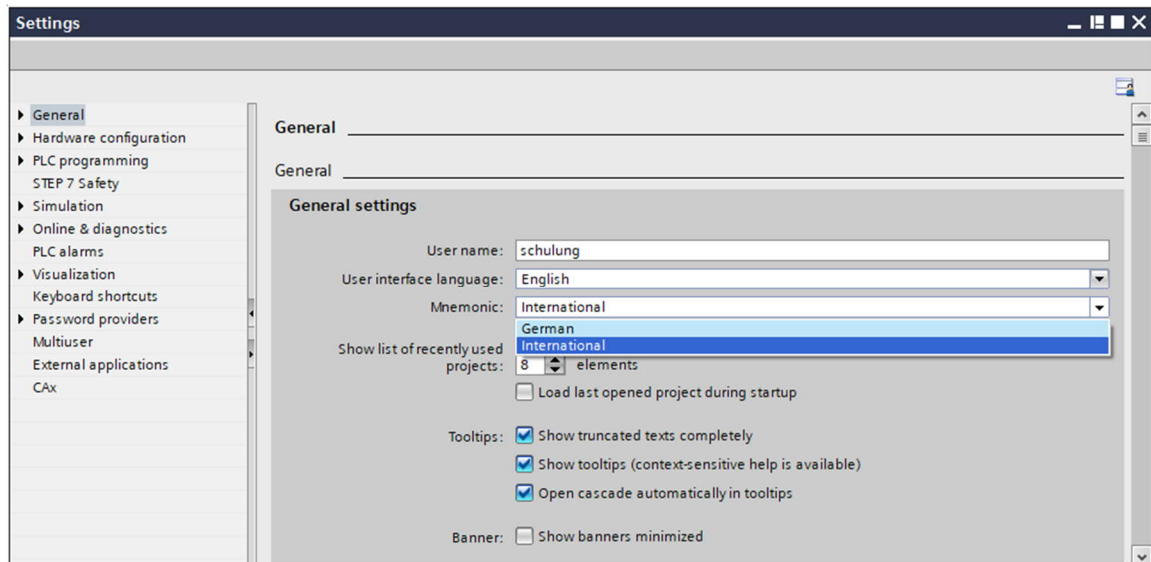 Settings
General
Hardware configuration
PLC programming
STEP 7 Safety
Simulation
Online & diagnostics
PLC alarms
Visualization
Keyboard shortcuts
Password providers
Multiuser
External applications
CAx
General
General
General settings
User name: schulung
User interface language: English
Mnemonic: International
German
International
Show list of recently used
projects: 8 elements
Load last opened project during startup
Tooltips: Show truncated texts completely
Show tooltips (context-sensitive help is available)
Open cascade automatically in tooltips
Banner: Show banners minimized